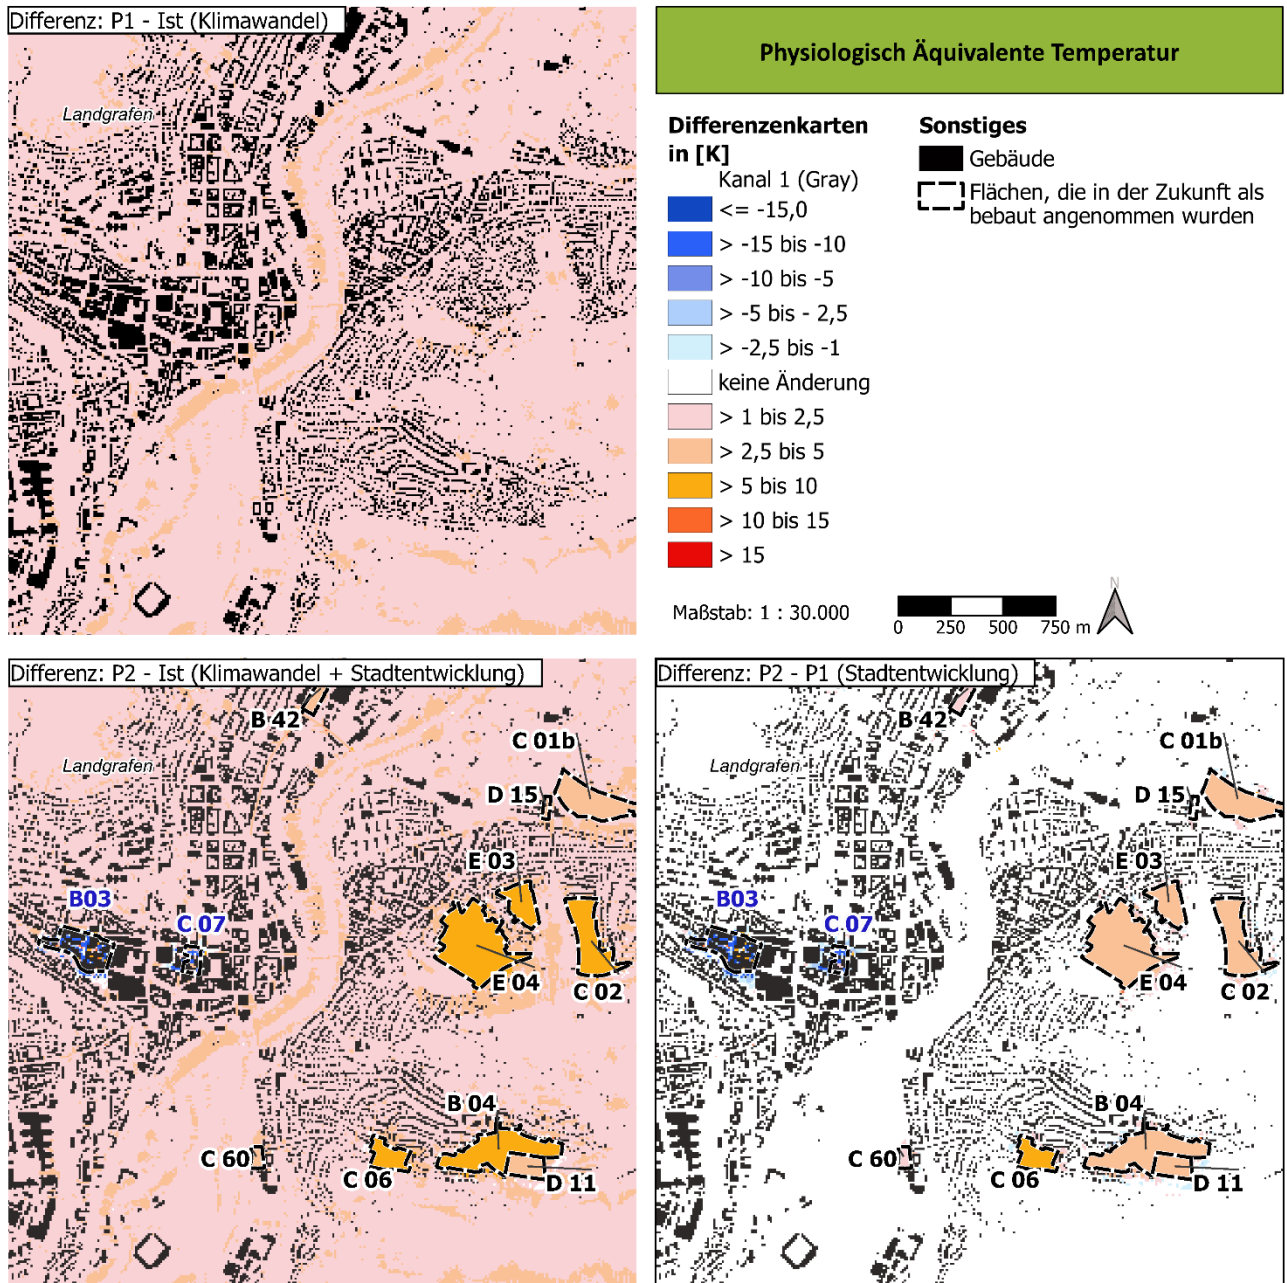 Differenz: P1 - Ist (Klimawandel)
Landgrafen
Physiologisch Äquivalente Temperatur
Differenzenkarten
in [K]
Kanal 1 (Gray)
<= -15,0
> -15 bis -10
> -10 bis -5
> -5 bis - 2,5
> -2,5 bis -1
keine Änderung
> 1 bis 2,5
> 2,5 bis 5
> 5 bis 10
> 10 bis 15
> 15
Sonstiges
Gebäude
Flächen, die in der Zukunft als
bebaut angenommen wurden
Maßstab: 1 : 30.000
0 250 500 750 m
N
Differenz: P2 - Ist (Klimawandel + Stadtentwicklung)
B 42
C 01b
Landgrafen
D 15
E 03
B03
C 07
E 04
C 02
B 04
C 60
C 06
D 11
Differenz: P2 - P1 (Stadtentwicklung)
B 42
C 01b
Landgrafen
D 15
E 03
B03
C 07
E 04
C 02
B 04
C 60
C 06
D 11